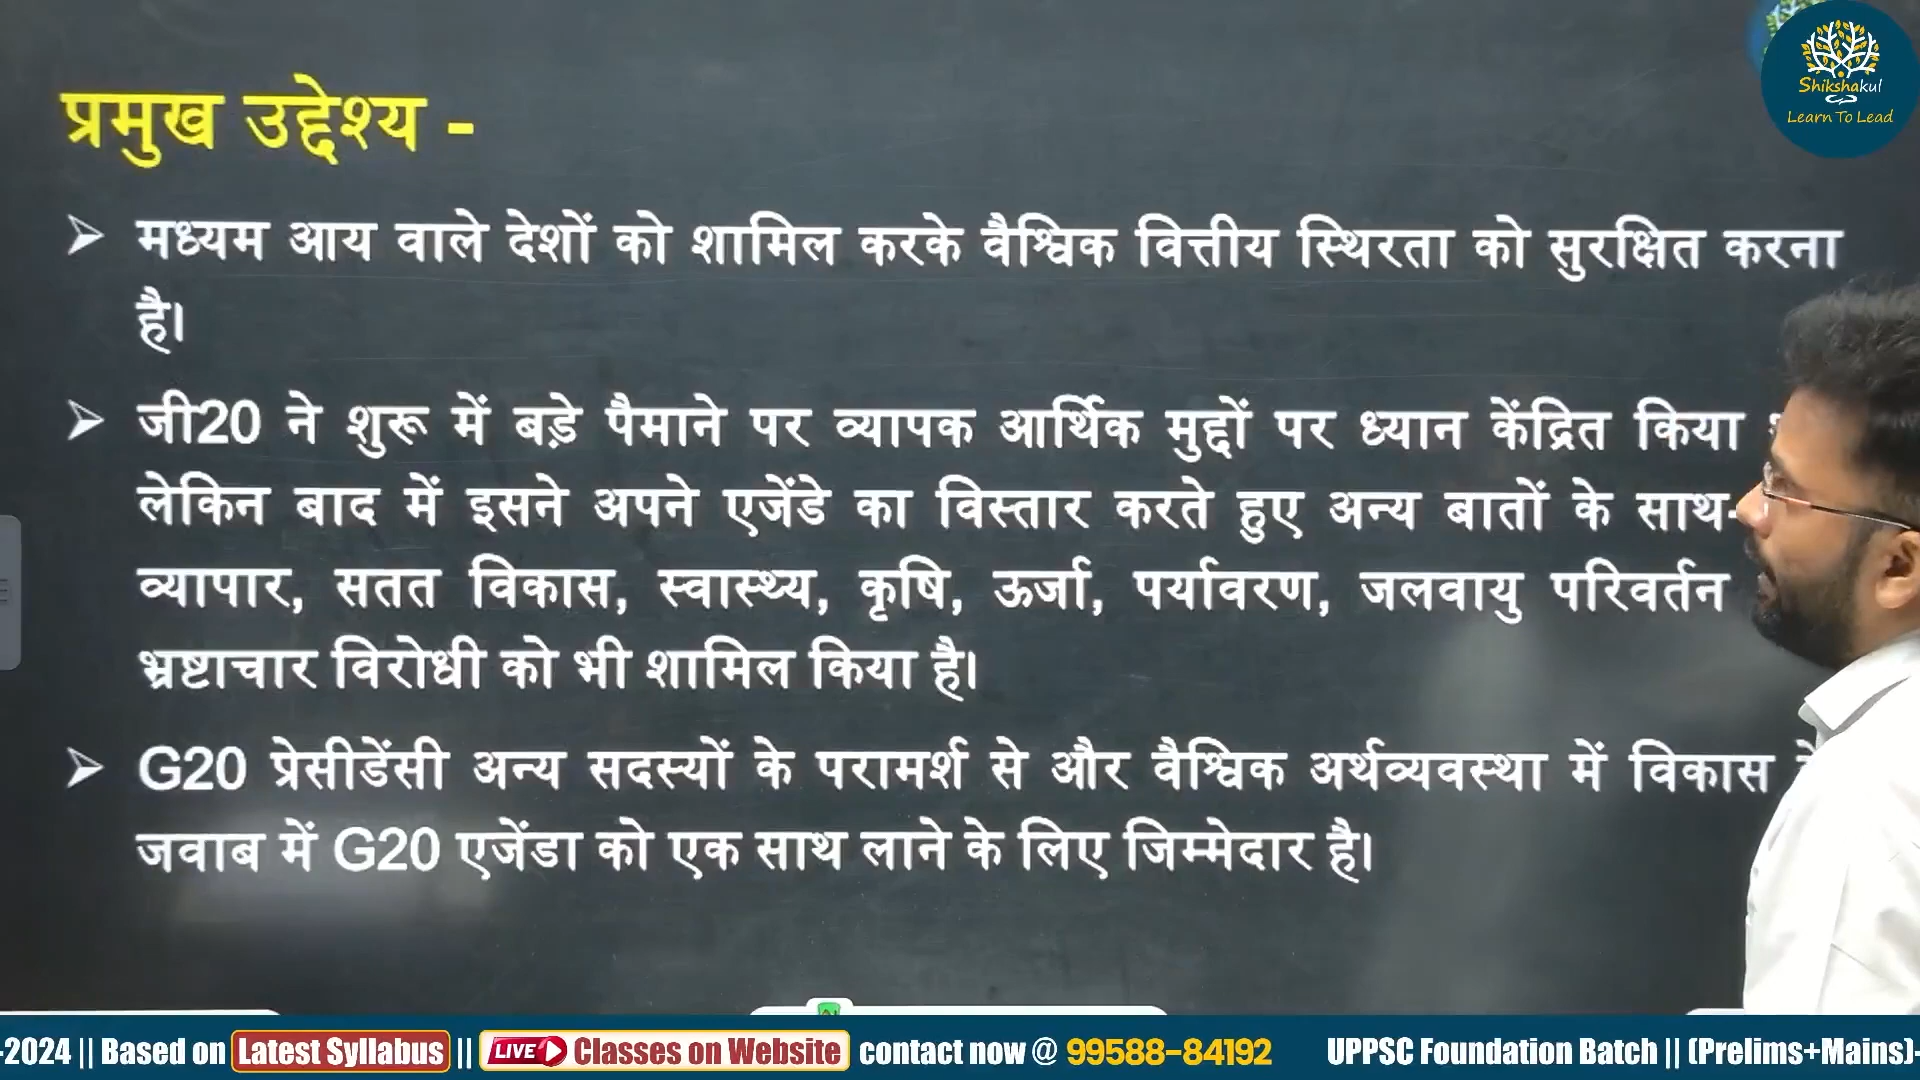 Shikshakul
Learn To Lead
प्रमुख उद्देश्य -
➢ मध्यम आय वाले देशों को शामिल करके वैश्विक वित्तीय स्थिरता को सुरक्षित करना
है।
➢ जी20 ने शुरू में बड़े पैमाने पर व्यापक आर्थिक मुद्दों पर ध्यान केंद्रित किया
लेकिन बाद में इसने अपने एजेंडे का विस्तार करते हुए अन्य बातों के साथ-
व्यापार, सतत विकास, स्वास्थ्य, कृषि, ऊर्जा, पर्यावरण, जलवायु परिवर्तन
भ्रष्टाचार विरोधी को भी शामिल किया है।
➢ G20 प्रेसीडेंसी अन्य सदस्यों के परामर्श से और वैश्विक अर्थव्यवस्था में विकास
जवाब में G20 एजेंडा को एक साथ लाने के लिए जिम्मेदार है।
-2024 || Based on Latest Syllabus || LIVE Classes on Website contact now @ 99588-84192 UPPSC Foundation Batch || (Prelims+Mains)-